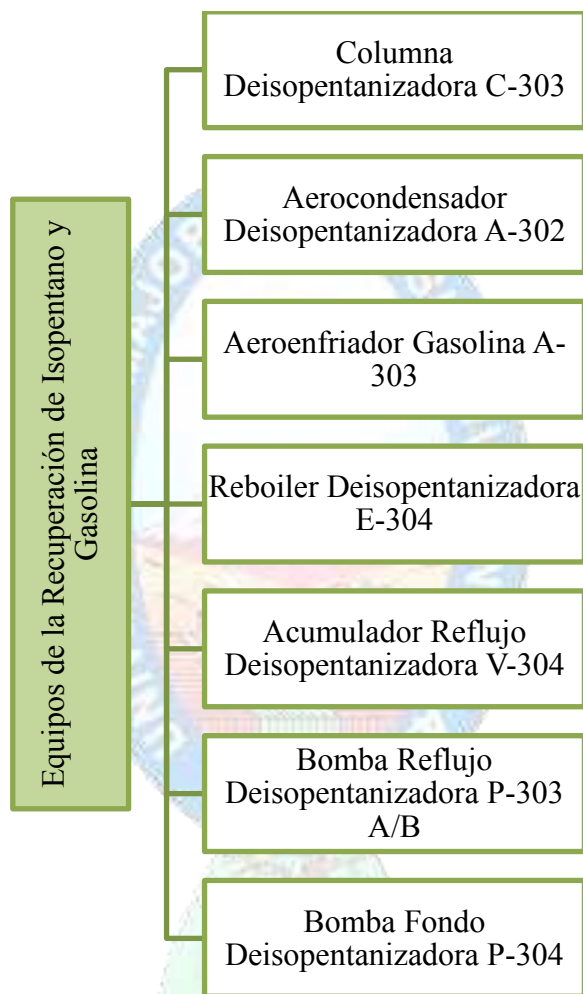 Equipos de la Recuperación de Isopentano y
Gasolina
Columna
Deisopentanizadora C-303
Aerocondensador
Deisopentanizadora A-302
Aeroenfriador Gasolina A-
303
Reboiler Deisopentanizadora
E-304
Acumulador Reflujo
Deisopentanizadora V-304
Bomba Reflujo
Deisopentanizadora P-303
A/B
Bomba Fondo
Deisopentanizadora P-304